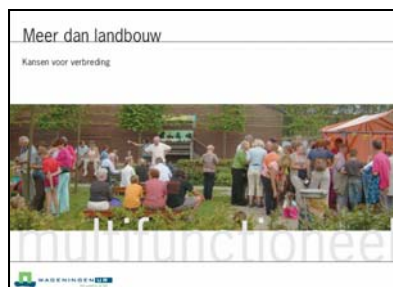 Meer dan landbouw
Kansen voor verbreding
multifunctioneel
WAGENINGEN UR